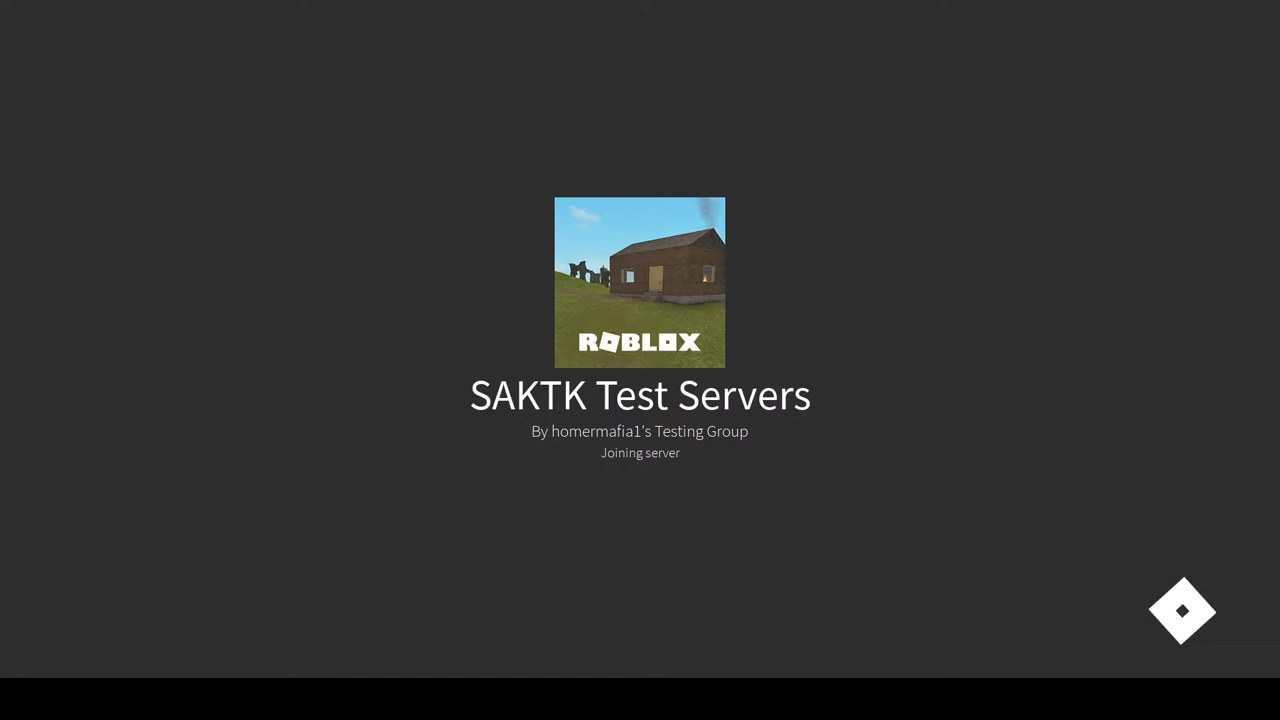 ROBLOX
SAKTK Test Servers
By homermafia1's Testing Group
Joining server